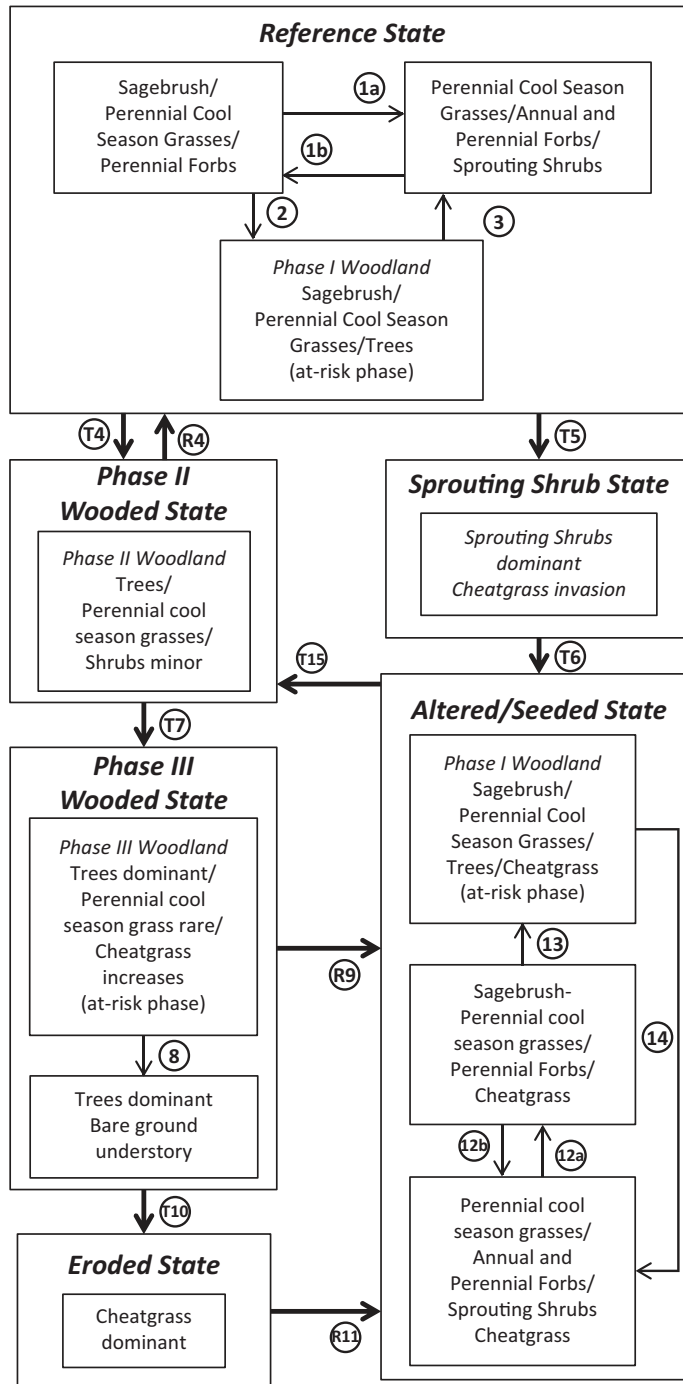 Reference State
Sagebrush/
Perennial Cool
Season Grasses/
Perennial Forbs
1a
1b
Perennial Cool Season
Grasses/Annual and
Perennial Forbs/
Sprouting Shrubs
2
3
Phase I Woodland
Sagebrush/
Perennial Cool Season
Grasses/Trees
(at-risk phase)
T4
R4
T5
Phase II
Wooded State
Phase II Woodland
Trees/
Perennial cool
season grasses/
Shrubs minor
Sprouting Shrub State
Sprouting Shrubs
dominant
Cheatgrass invasion
T15
T6
T7
Phase III
Wooded State
Phase III Woodland
Trees dominant/
Perennial cool
season grass rare/
Cheatgrass
increases
(at-risk phase)
8
Trees dominant
Bare ground
understory
R9
Altered/Seeded State
Phase I Woodland
Sagebrush/
Perennial Cool
Season Grasses/
Trees/Cheatgrass
(at-risk phase)
13
14
Sagebrush-
Perennial cool
season grasses/
Perennial Forbs/
Cheatgrass
12b
12a
Perennial cool
season grasses/
Annual and
Perennial Forbs/
Sprouting Shrubs
Cheatgrass
T10
Eroded State
Cheatgrass
dominant
R11